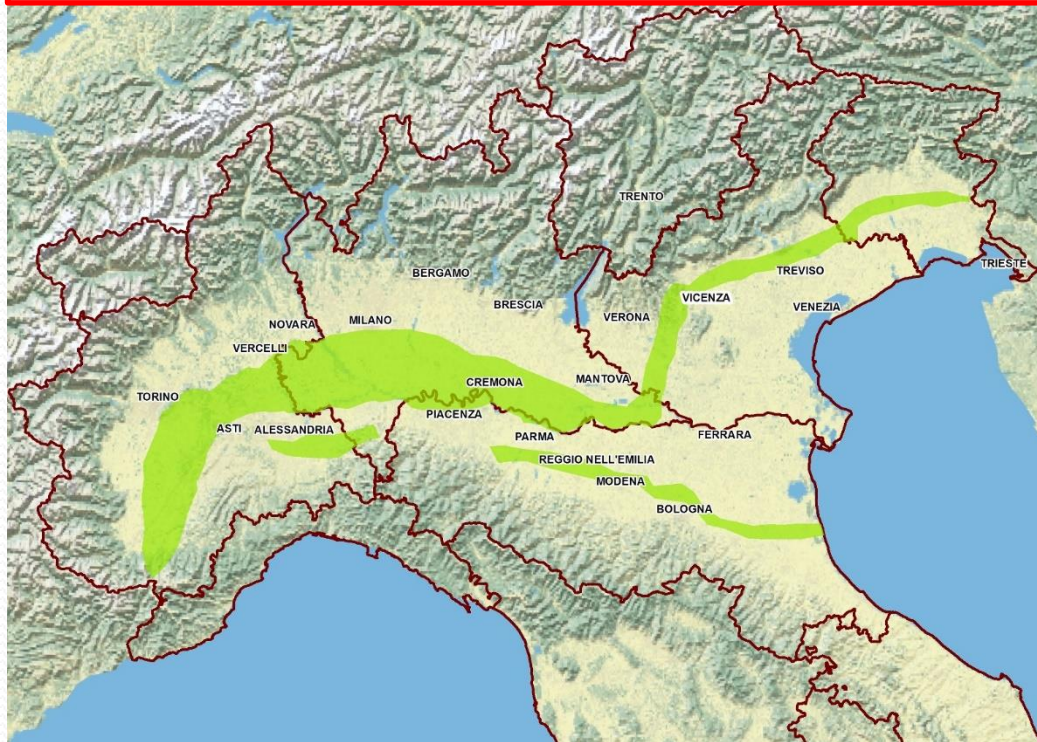 TRENTO
BERGAMO
TREVISO
TRIESTE
BRESCIA
VICENZA
VENEZIA
NOVARA
MILANO
VERONA
VERCELLI
MANTOVA
TORINO
CREMONA
PIACENZA
ASTI
ALESSANDRIA
PARMA
FERRARA
REGGIO NELL'EMILIA
MODENA
BOLOGNA